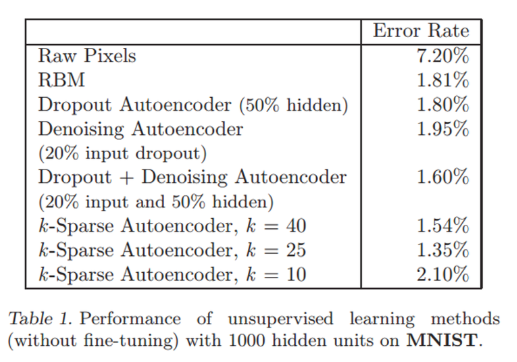 Error Rate
Raw Pixels 7.20%
RBM 1.81%
Dropout Autoencoder (50% hidden) 1.80%
Denoising Autoencoder 1.95%
(20% input dropout)
Dropout + Denoising Autoencoder 1.60%
(20% input and 50% hidden)
k-Sparse Autoencoder, k = 40 1.54%
k-Sparse Autoencoder, k = 25 1.35%
k-Sparse Autoencoder, k = 10 2.10%
Table 1. Performance of unsupervised learning methods
(without fine-tuning) with 1000 hidden units on MNIST.